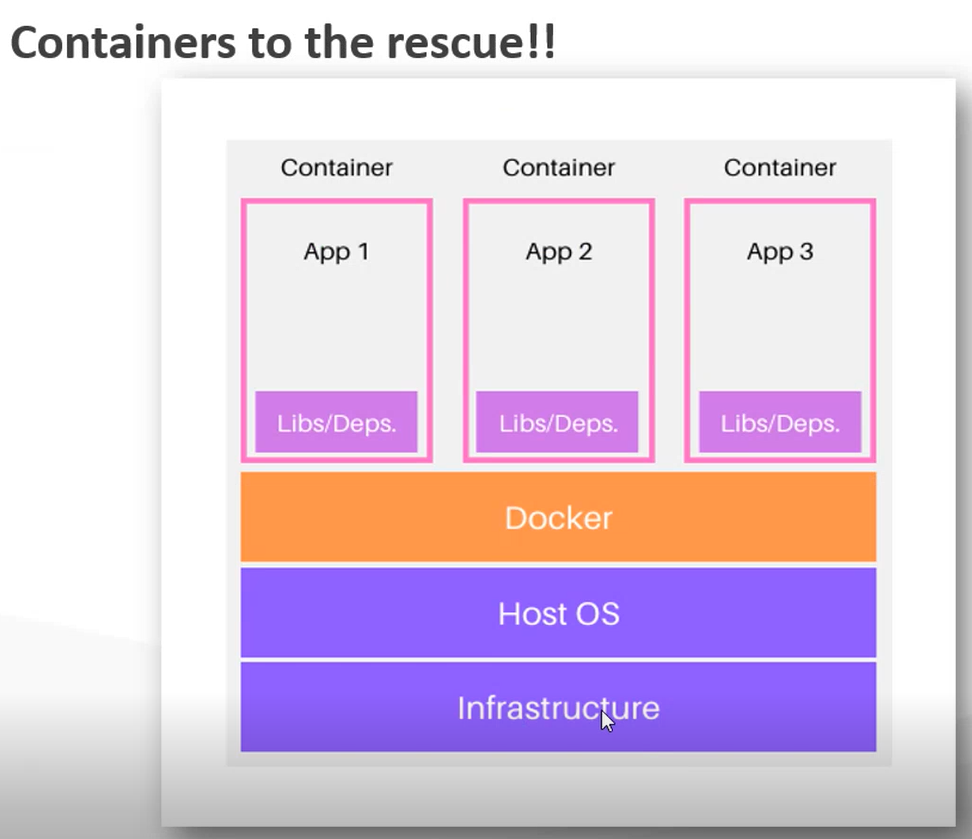 Containers to the rescue!!
Container Container Container
App 1 App 2 App 3
Libs/Deps. Libs/Deps. Libs/Deps.
Docker
Host OS
Infrastructure